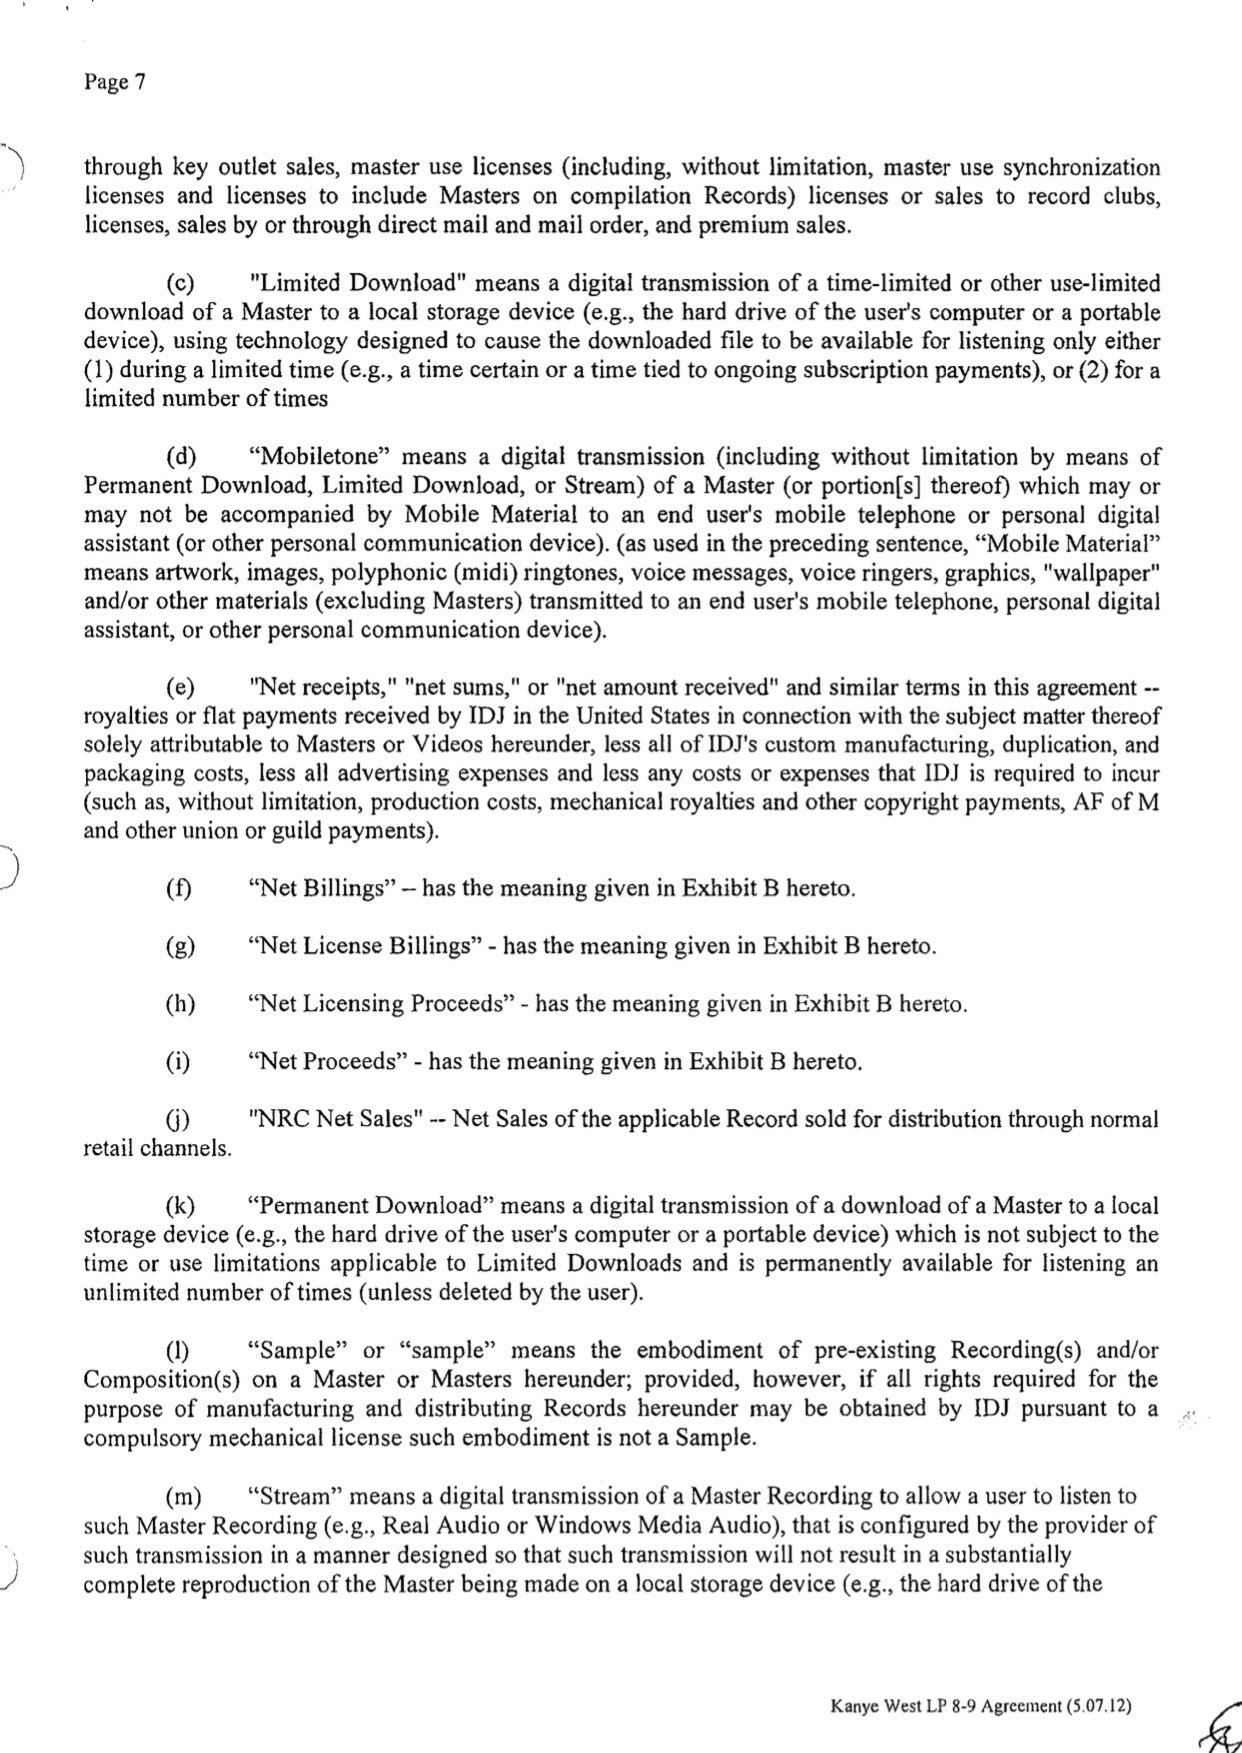 Page 7
through key outlet sales, master use licenses (including, without limitation, master use synchronization
licenses and licenses to include Masters on compilation Records) licenses or sales to record clubs,
licenses, sales by or through direct mail and mail order, and premium sales.
(c) "Limited Download" means a digital transmission of a time-limited or other use-limited
download of a Master to a local storage device (e.g., the hard drive of the user's computer or a portable
device), using technology designed to cause the downloaded file to be available for listening only either
(1) during a limited time (e.g., a time certain or a time tied to ongoing subscription payments), or (2) for a
limited number of times
(d) “Mobiletone” means a digital transmission (including without limitation by means of
Permanent Download, Limited Download, or Stream) of a Master (or portion[s] thereof) which may or
may not be accompanied by Mobile Material to an end user's mobile telephone or personal digital
assistant (or other personal communication device). (as used in the preceding sentence, “Mobile Material”
means artwork, images, polyphonic (midi) ringtones, voice messages, voice ringers, graphics, "wallpaper"
and/or other materials (excluding Masters) transmitted to an end user's mobile telephone, personal digital
assistant, or other personal communication device).
(e) "Net receipts," "net sums," or "net amount received" and similar terms in this agreement --
royalties or flat payments received by IDJ in the United States in connection with the subject matter thereof
solely attributable to Masters or Videos hereunder, less all of IDJ's custom manufacturing, duplication, and
packaging costs, less all advertising expenses and less any costs or expenses that IDJ is required to incur
(such as, without limitation, production costs, mechanical royalties and other copyright payments, AF of M
and other union or guild payments).
(f) “Net Billings” – has the meaning given in Exhibit B hereto.
(g) “Net License Billings” - has the meaning given in Exhibit B hereto.
(h) “Net Licensing Proceeds” - has the meaning given in Exhibit B hereto.
(i) “Net Proceeds” - has the meaning given in Exhibit B hereto.
(j) "NRC Net Sales" -- Net Sales of the applicable Record sold for distribution through normal
retail channels.
(k) “Permanent Download” means a digital transmission of a download of a Master to a local
storage device (e.g., the hard drive of the user's computer or a portable device) which is not subject to the
time or use limitations applicable to Limited Downloads and is permanently available for listening an
unlimited number of times (unless deleted by the user).
(l) “Sample” or “sample” means the embodiment of pre-existing Recording(s) and/or
Composition(s) on a Master or Masters hereunder; provided, however, if all rights required for the
purpose of manufacturing and distributing Records hereunder may be obtained by IDJ pursuant to a
compulsory mechanical license such embodiment is not a Sample.
(m) “Stream” means a digital transmission of a Master Recording to allow a user to listen to
such Master Recording (e.g., Real Audio or Windows Media Audio), that is configured by the provider of
such transmission in a manner designed so that such transmission will not result in a substantially
complete reproduction of the Master being made on a local storage device (e.g., the hard drive of the
Kanye West LP 8-9 Agreement (5.07.12)